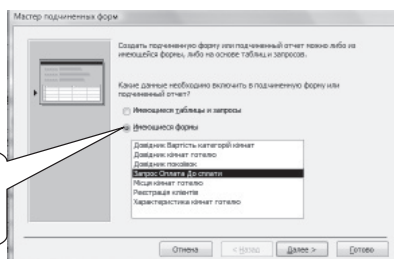 Мастер подчиненных форм
Создать подчиненную форму или подчиненный отчет можно либо из
имеющейся формы, либо на основе таблиц и запросов.
Какие данные необходимо включить в подчиненную форму или
подчиненный отчет?
Имеющиеся таблицы и запросы
Имеющиеся формы
Довідник Вартість категорій кімнат
Довідник кімнат готелю
Довідник покоївок
Запрос Оплата До сплати
Місця кімнат готелю
Реєстрація клієнтів
Характеристика кімнат готелю
Отмена
< Назад
Далее >
Готово